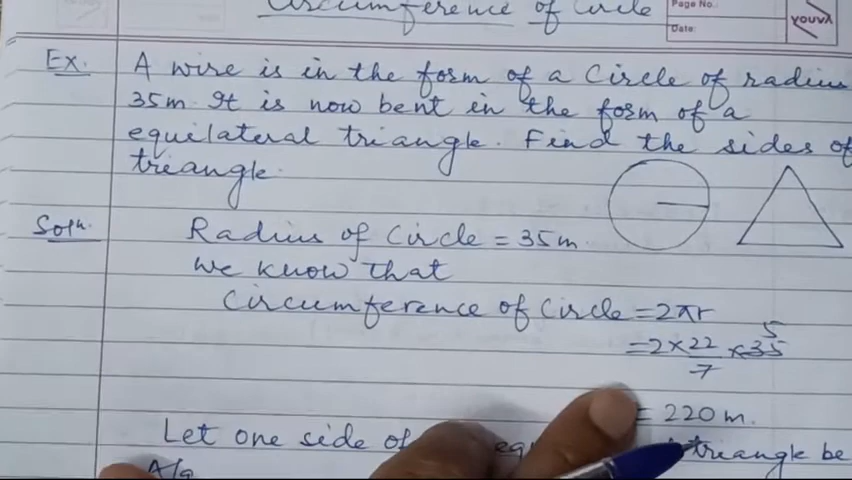 Circumference of Circle
Page No.
Date:
youvA
Ex. A wire is in the form of a Circle of radius
35m. It is now bent in the form of a
equilateral triangle. Find the sides of
triangle.
Soln. Radius of Circle = 35m.
We know that
Circumference of Circle = 2πr
= 2 × 22/7 × 35 5
= 220 m.
Let one side of triangle be
A/q